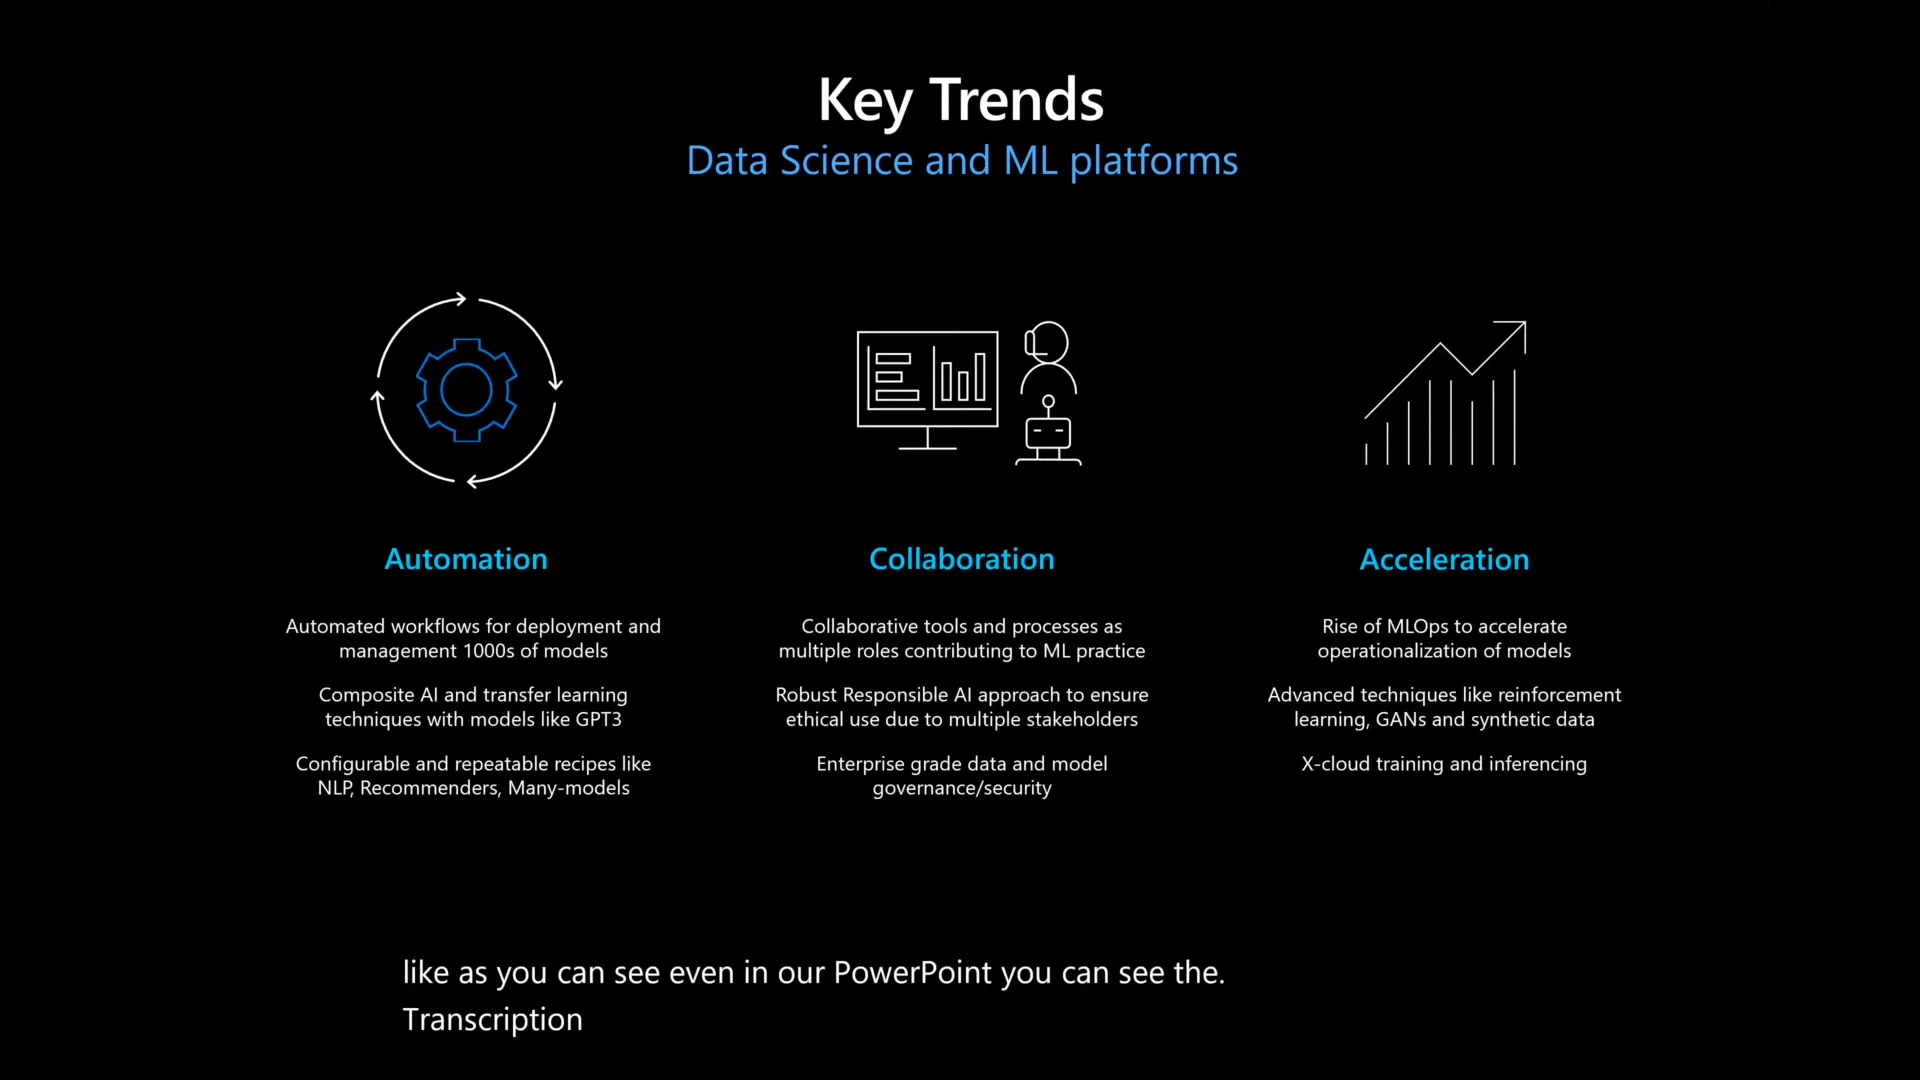 Key Trends
Data Science and ML platforms
Automation
Automated workflows for deployment and
management 1000s of models
Composite AI and transfer learning
techniques with models like GPT3
Configurable and repeatable recipes like
NLP, Recommenders, Many-models
Collaboration
Collaborative tools and processes as
multiple roles contributing to ML practice
Robust Responsible AI approach to ensure
ethical use due to multiple stakeholders
Enterprise grade data and model
governance/security
Acceleration
Rise of MLOps to accelerate
operationalization of models
Advanced techniques like reinforcement
learning, GANs and synthetic data
X-cloud training and inferencing
like as you can see even in our PowerPoint you can see the.
Transcription